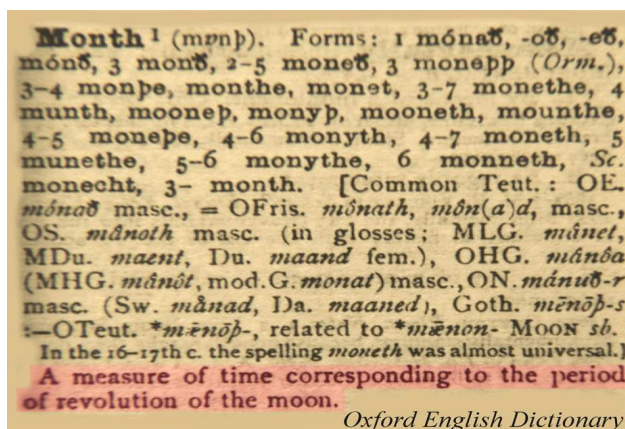 Month¹ (mɒnþ). Forms: 1 mónað, -oð, -eð,
mónð, 3 monð, 2-5 moneð, 3 moneþþ (Orm.),
3-4 monþe, monthe, monet, 3-7 monethe, 4
munth, mooneþ, monyþ, mooneth, mounthe,
4-5 moneþe, 4-6 monyth, 4-7 moneth, 5
munethe, 5-6 monythe, 6 monneth, Sc.
monecht, 3- month. [Common Teut.: OE.
mónað masc., = OFris. mônath, môn(a)d, masc.,
OS. mânoth masc. (in glosses; MLG. mânet,
MDu. maent, Du. maand fem.), OHG. mânôa
(MHG. mânôt, mod.G. monat) masc., ON. mánuð-r
masc. (Sw. månad, Da. maaned), Goth. mēnōþ-s
:—OTeut. *mǣnōþ-, related to *mǣnon- MOON sb.
In the 16-17th c. the spelling moneth was almost universal.]
A measure of time corresponding to the period
of revolution of the moon.
Oxford English Dictionary